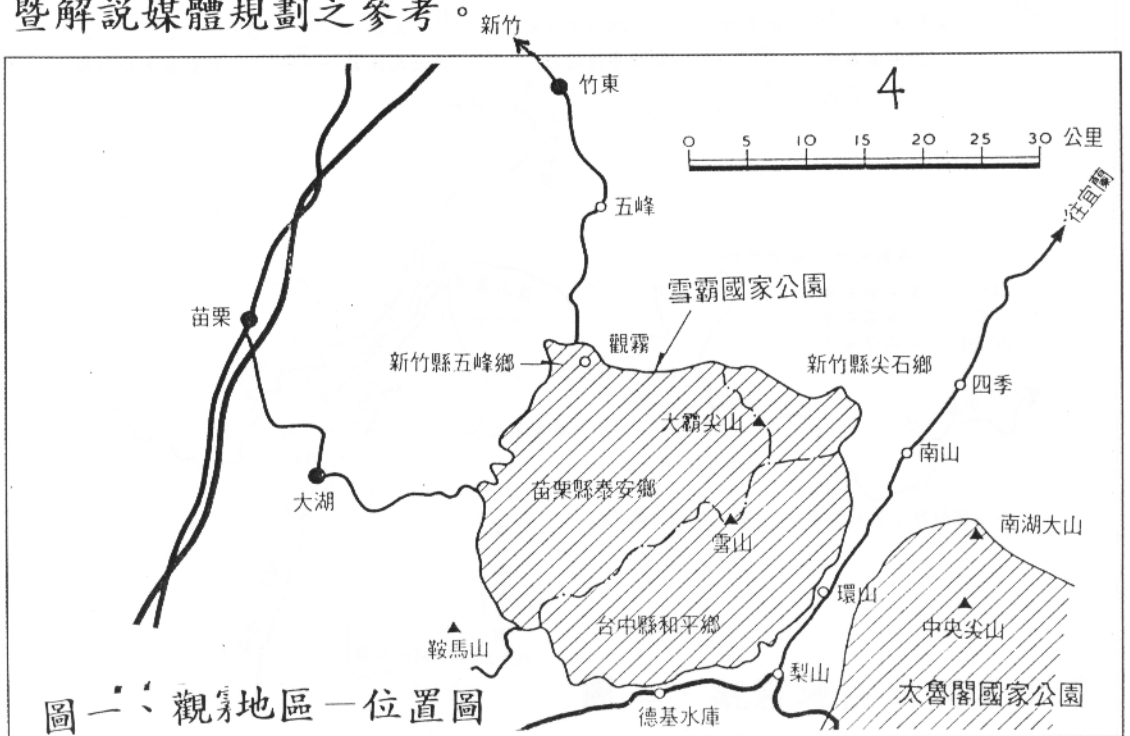 暨解說媒體規劃之參考。
新竹
竹東
4
0 5 10 15 20 25 30 公里
五峰
往宜蘭
雪霸國家公園
苗栗
觀霧
新竹縣五峰鄉
新竹縣尖石鄉
四季
大霸尖山
南山
大湖
苗栗縣泰安鄉
雪山
南湖大山
環山
中央尖山
台中縣和平鄉
鞍馬山
梨山
太魯閣國家公園
德基水庫
圖一、觀霧地區－位置圖